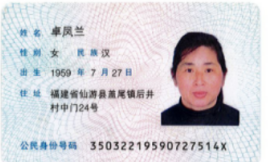 姓名 卓凤兰
性别 女 民族 汉
出生 1959 年 7 月 27 日
住址 福建省仙游县盖尾镇后井
村中门24号
公民身份号码 35032219590727514X